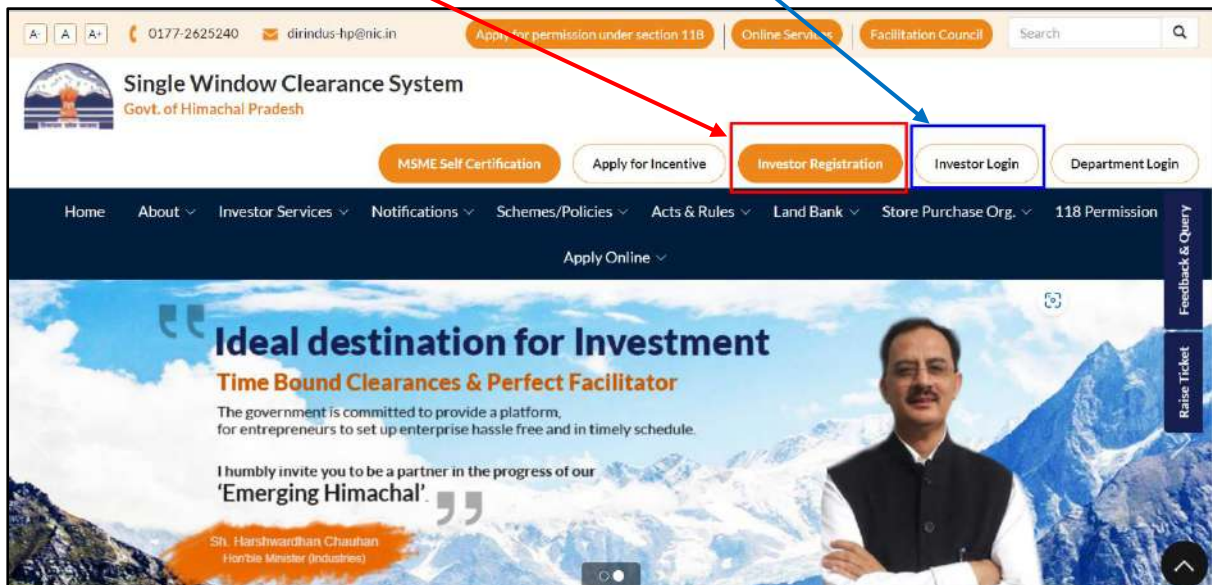 A- A A+ 0177-2625240 dirindus-hp@nic.in Apply for permission under section 118 Online Services Facilitation Council Search
Single Window Clearance System
Govt. of Himachal Pradesh
MSME Self Certification Apply for Incentive Investor Registration Investor Login Department Login
Home About Investor Services Notifications Schemes/Policies Acts & Rules Land Bank Store Purchase Org. 118 Permission
Apply Online
Feedback & Query
Raise Ticket
Ideal destination for Investment
Time Bound Clearances & Perfect Facilitator
The government is committed to provide a platform,
for entrepreneurs to set up enterprise hassle free and in timely schedule.
I humbly invite you to be a partner in the progress of our
'Emerging Himachal'.
Sh. Harshwardhan Chauhan
Hon'ble Minister (Industries)